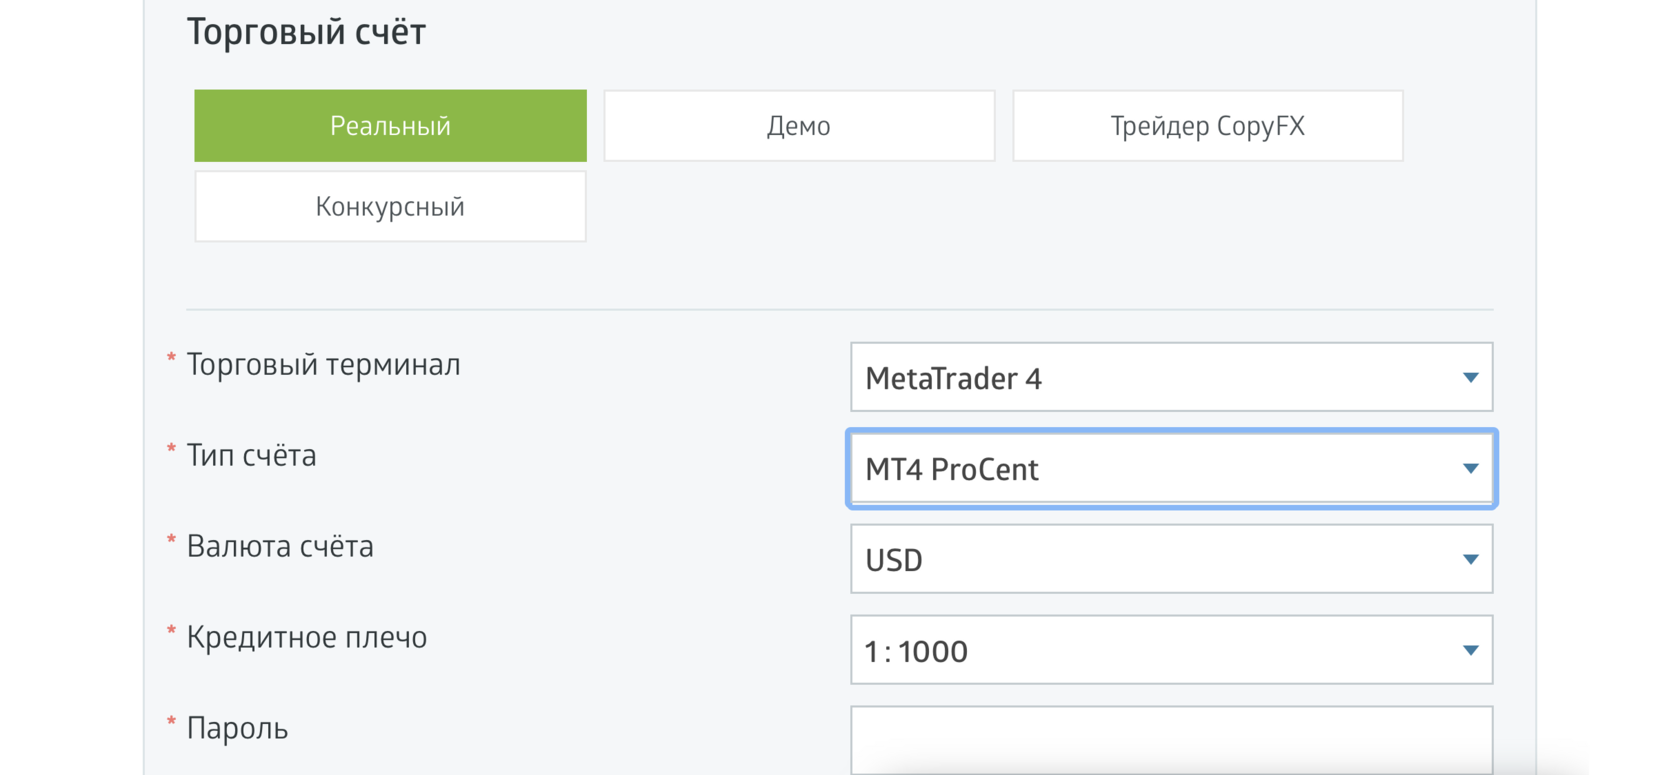 Торговый счёт
Реальный
Демо
Трейдер CopyFX
Конкурсный
* Торговый терминал
MetaTrader 4
* Тип счёта
MT4 ProCent
* Валюта счёта
USD
* Кредитное плечо
1 : 1000
* Пароль